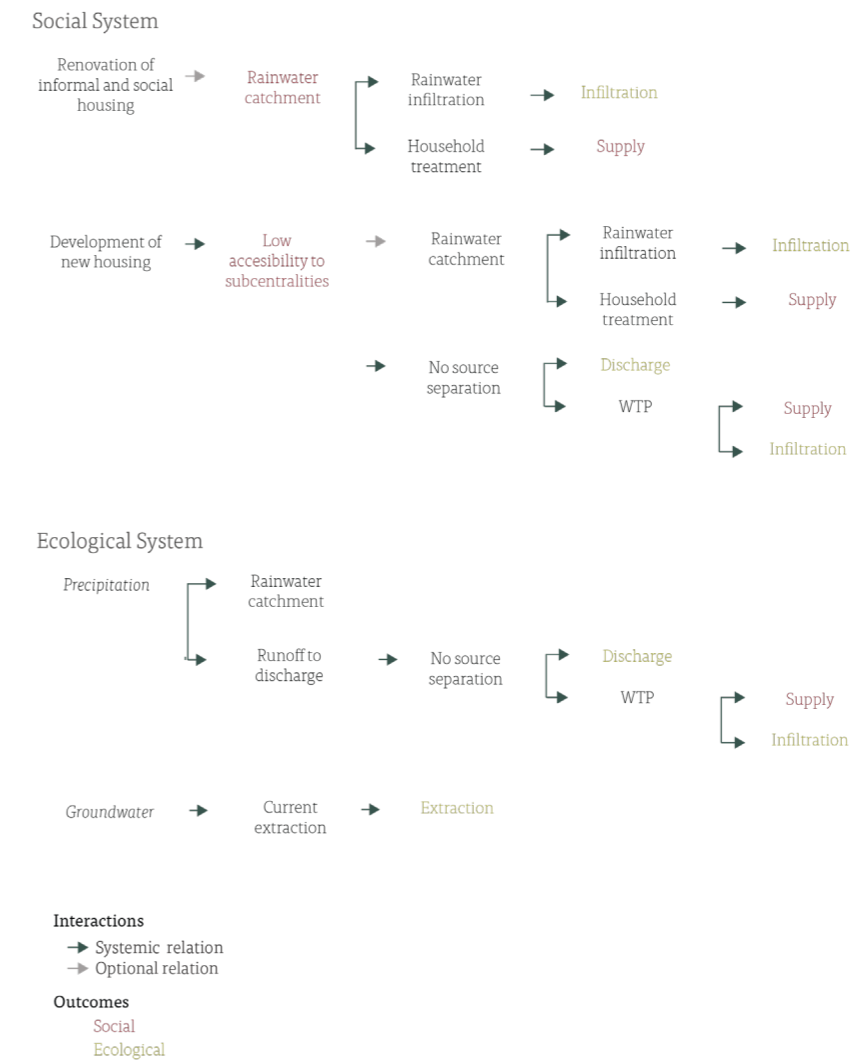 Social System
Renovation of
informal and social
housing
Rainwater
catchment
Rainwater
infiltration
Infiltration
Household
treatment
Supply
Development of
new housing
Low
accesibility to
subcentralities
Rainwater
catchment
Rainwater
infiltration
Infiltration
Household
treatment
Supply
No source
separation
Discharge
WTP
Supply
Infiltration
Ecological System
Precipitation
Rainwater
catchment
Runoff to
discharge
No source
separation
Discharge
WTP
Supply
Infiltration
Groundwater
Current
extraction
Extraction
Interactions
Systemic relation
Optional relation
Outcomes
Social
Ecological